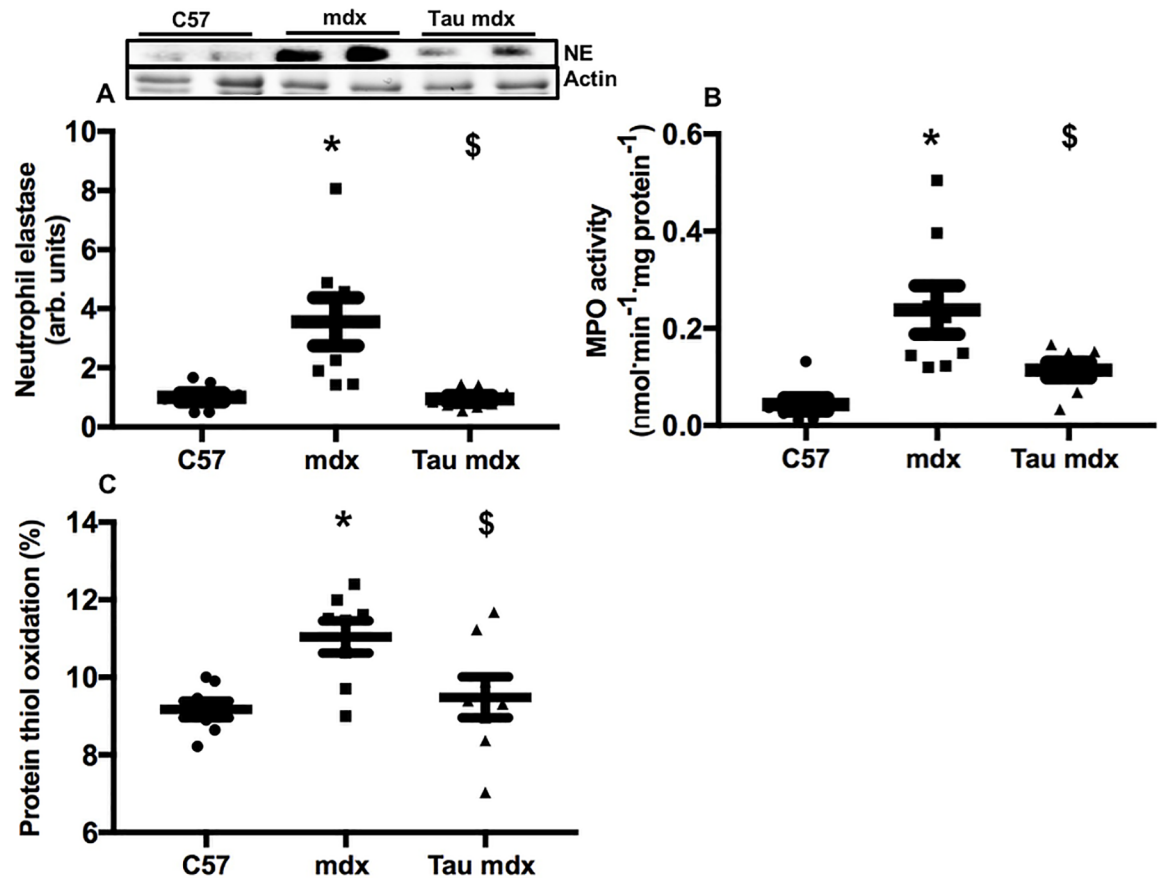 C57 mdx Tau mdx
NE
Actin
A
10
8
6
4
2
0
Neutrophil elastase
(arb. units)
* $
C57 mdx Tau mdx
B
0.6
0.4
0.2
0.0
MPO activity
(nmol·min-1·mg protein-1)
* $
C57 mdx Tau mdx
C
14
12
10
8
6
Protein thiol oxidation (%)
* $
C57 mdx Tau mdx